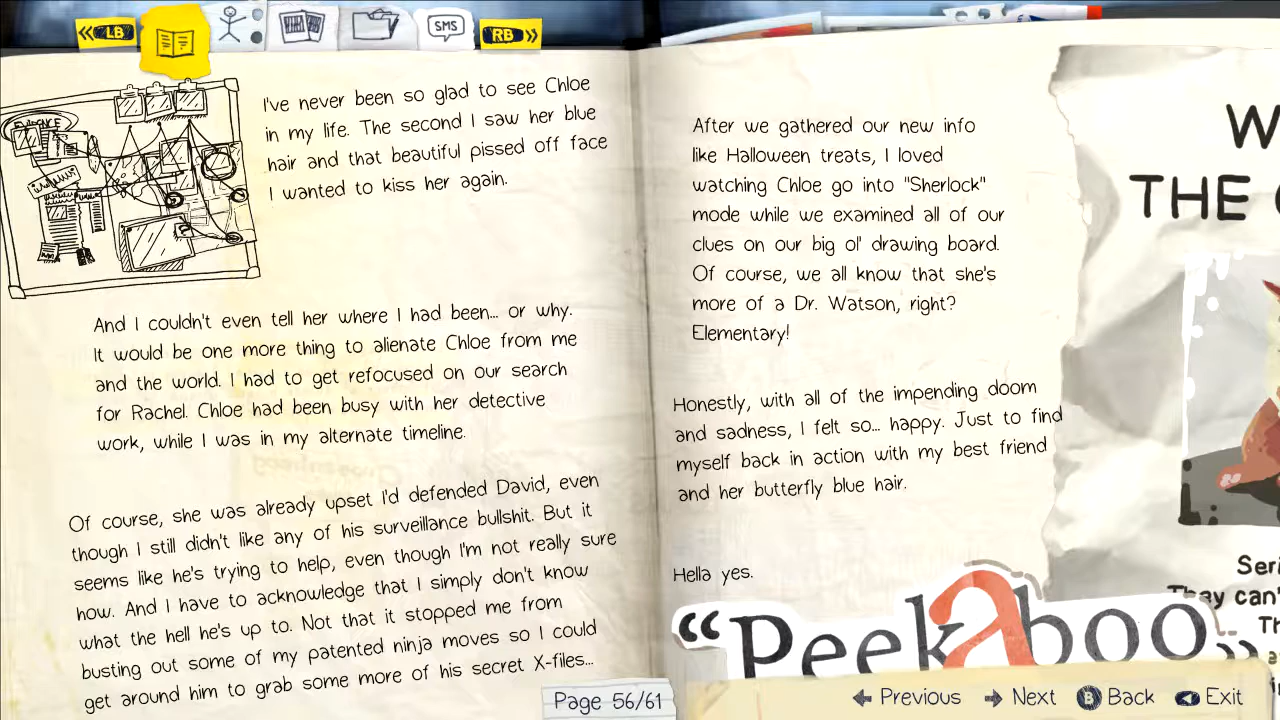 LB
SMS
RB
EVIDENCE
I've never been so glad to see Chloe
in my life. The second I saw her blue
hair and that beautiful pissed off face
I wanted to kiss her again.
And I couldn't even tell her where I had been... or why.
It would be one more thing to alienate Chloe from me
and the world. I had to get refocused on our search
for Rachel. Chloe had been busy with her detective
work, while I was in my alternate timeline.
Of course, she was already upset I'd defended David, even
though I still didn't like any of his surveillance bullshit. But it
seems like he's trying to help, even though I'm not really sure
how. And I have to acknowledge that I simply don't know
what the hell he's up to. Not that it stopped me from
busting out some of my patented ninja moves so I could
get around him to grab some more of his secret X-files...
After we gathered our new info
like Halloween treats, I loved
watching Chloe go into "Sherlock"
mode while we examined all of our
clues on our big ol' drawing board.
Of course, we all know that she's
more of a Dr. Watson, right?
Elementary!
Honestly, with all of the impending doom
and sadness, I felt so... happy. Just to find
myself back in action with my best friend
and her butterfly blue hair.
Hella yes.
W
THE
Seri
They can'
Th
“Peekaboo”
Page 56/61
Previous
Next
B Back
Exit